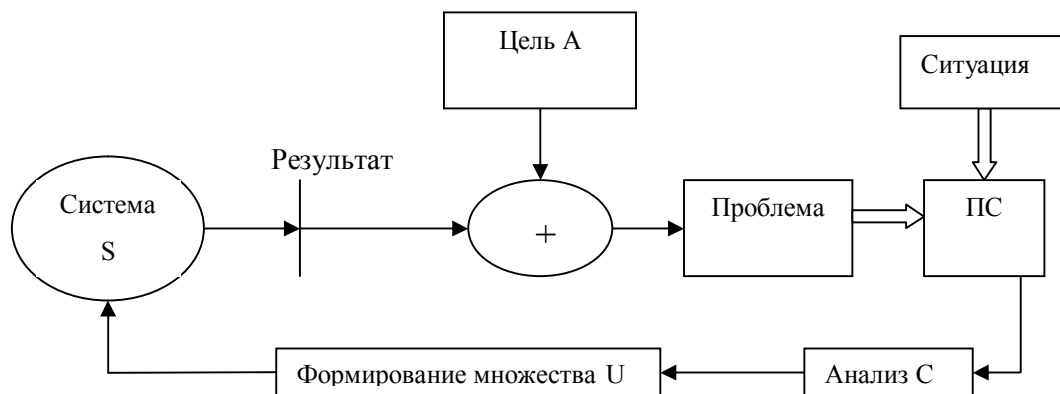 Цель А
Ситуация
Результат
Система
S
+
Проблема
ПС
Формирование множества U
Анализ С